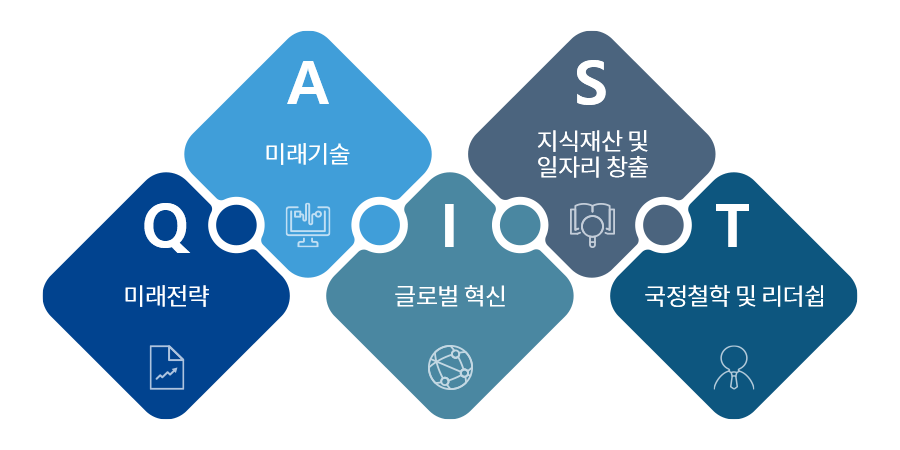 Q
미래전략
A
미래기술
I
글로벌 혁신
S
지식재산 및
일자리 창출
T
국정철학 및 리더쉽